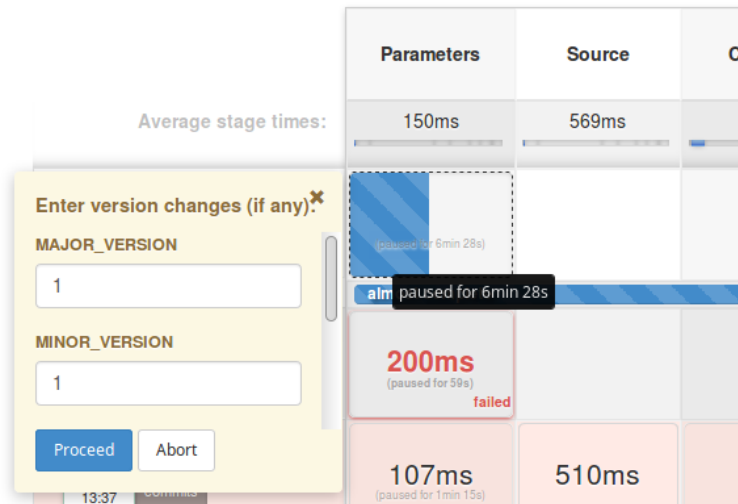 Parameters
Source
Average stage times:
150ms
569ms
Enter version changes (if any):
MAJOR_VERSION
1
MINOR_VERSION
1
Proceed
Abort
(paused for 6min 28s)
alm
paused for 6min 28s
200ms
(paused for 59s)
failed
107ms
(paused for 1min 15s)
510ms
13:37
commits